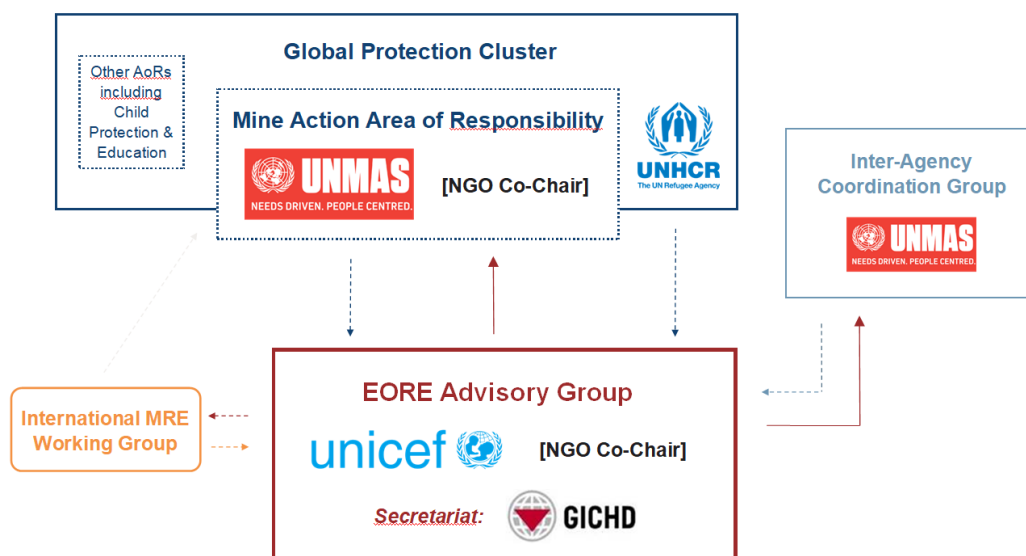 Global Protection Cluster
Other AoRs
including
Child
Protection &
Education
Mine Action Area of Responsibility
UNMAS
NEEDS DRIVEN. PEOPLE CENTRED.
[NGO Co-Chair]
UNHCR
The UN Refugee Agency
Inter-Agency
Coordination Group
UNMAS
NEEDS DRIVEN. PEOPLE CENTRED.
International MRE
Working Group
EORE Advisory Group
unicef
[NGO Co-Chair]
Secretariat:
GICHD